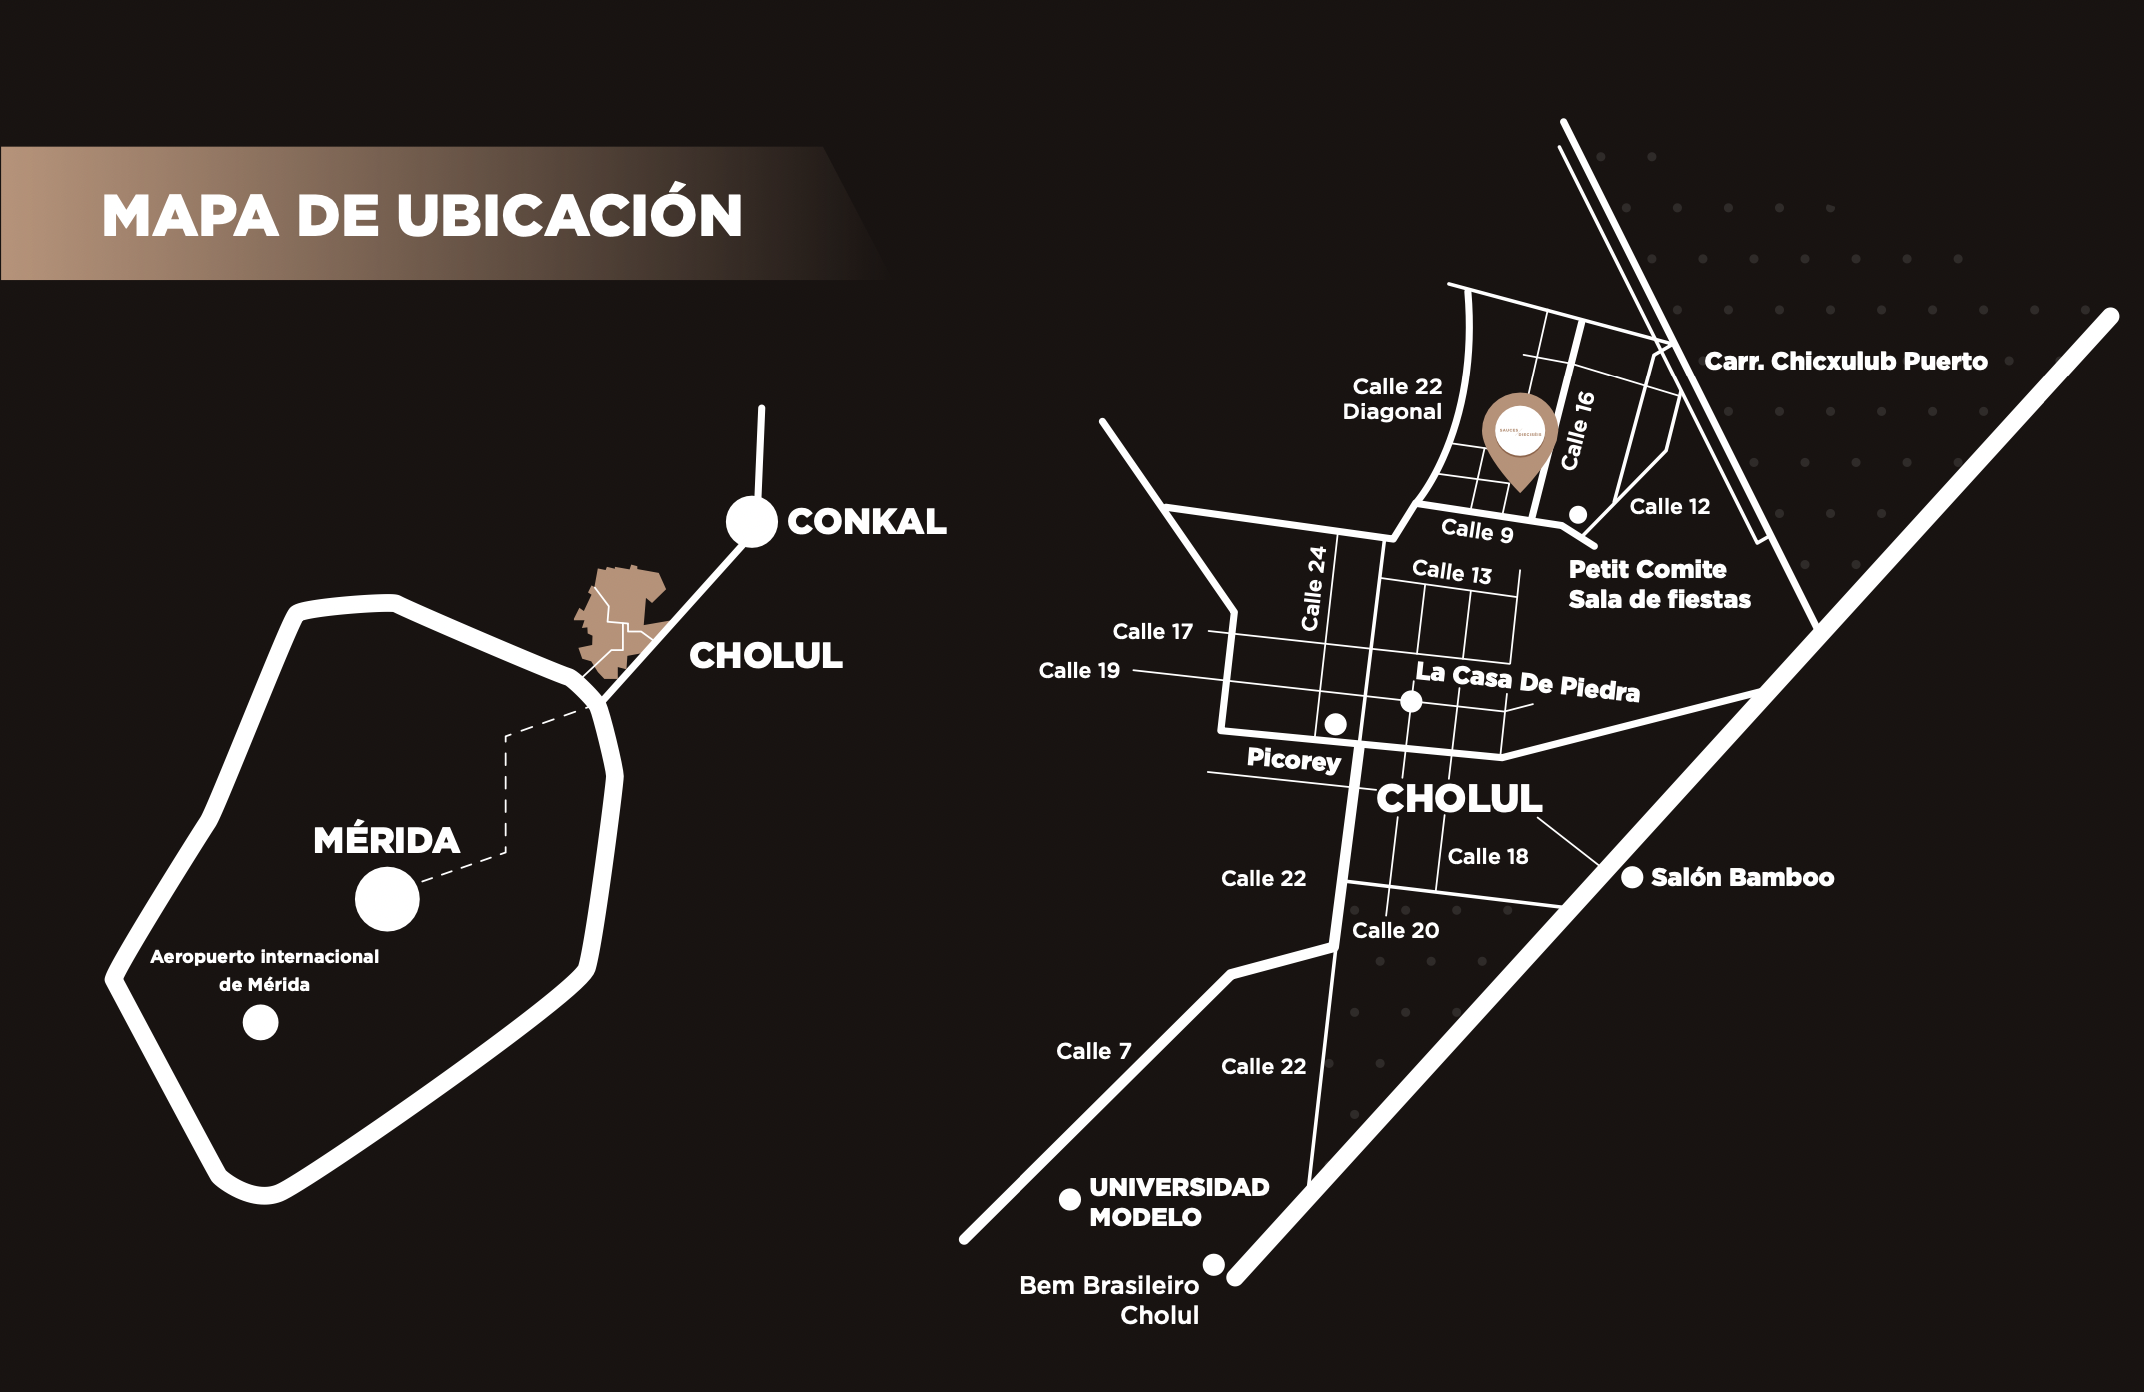 MAPA DE UBICACIÓN
CONKAL
CHOLUL
MÉRIDA
Aeropuerto internacional
de Mérida
Carr. Chicxulub Puerto
Calle 22
Diagonal
Calle 16
Calle 12
Calle 9
Petit Comite
Sala de fiestas
Calle 24
Calle 13
Calle 17
Calle 19
La Casa De Piedra
Picorey
CHOLUL
Calle 18
Calle 22
Salón Bamboo
Calle 20
Calle 7
Calle 22
UNIVERSIDAD
MODELO
Bem Brasileiro
Cholul